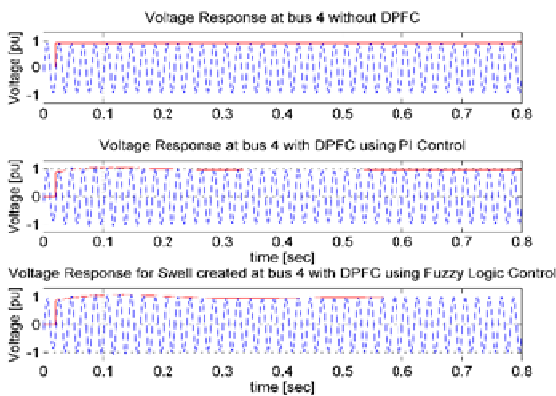 Voltage Response at bus 4 without DPFC
Voltage [pu]
1
0
-1
0 0.1 0.2 0.3 0.4 0.5 0.6 0.7 0.8
Voltage Response at bus 4 with DPFC using PI Control
Voltage [pu]
1
0
-1
0 0.1 0.2 0.3 0.4 0.5 0.6 0.7 0.8
time [sec]
Voltage Response for Swell created at bus 4 with DPFC using Fuzzy Logic Control
Voltage [pu]
1
0
-1
0 0.1 0.2 0.3 0.4 0.5 0.6 0.7 0.8
time [sec]